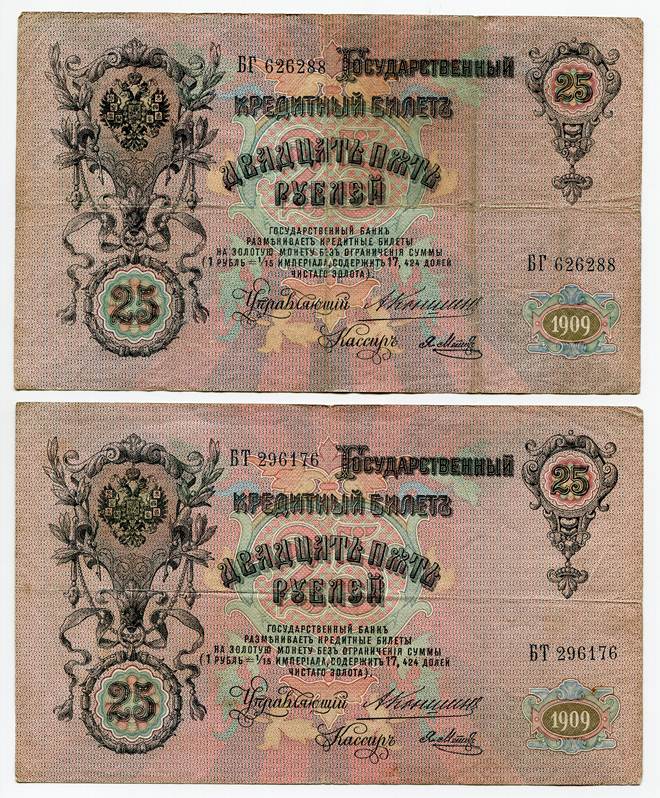 БГ 626288 Государственный 25
Кредитный Билетъ
Двадцать пять
рублей
ГОСУДАРСТВЕННЫЙ БАНКЪ
РАЗМѢНИВАЕТЪ КРЕДИТНЫЕ БИЛЕТЫ
НА ЗОЛОТУЮ МОНЕТУ БЕЗЪ ОГРАНИЧЕНІЯ СУММЫ
(1 РУБЛЬ = 1/15 ИМПЕРІАЛА, СОДЕРЖИТЪ 17,424 ДОЛЕЙ
ЧИСТАГО ЗОЛОТА).
БГ 626288
25
Управляющій А Коншинъ
Кассиръ 1909
БТ 296176 Государственный 25
Кредитный Билетъ
Двадцать пять
рублей
ГОСУДАРСТВЕННЫЙ БАНКЪ
РАЗМѢНИВАЕТЪ КРЕДИТНЫЕ БИЛЕТЫ
НА ЗОЛОТУЮ МОНЕТУ БЕЗЪ ОГРАНИЧЕНІЯ СУММЫ
(1 РУБЛЬ = 1/15 ИМПЕРІАЛА, СОДЕРЖИТЪ 17,424 ДОЛЕЙ
ЧИСТАГО ЗОЛОТА).
БТ 296176
25
Управляющій А Коншинъ
Кассиръ 1909